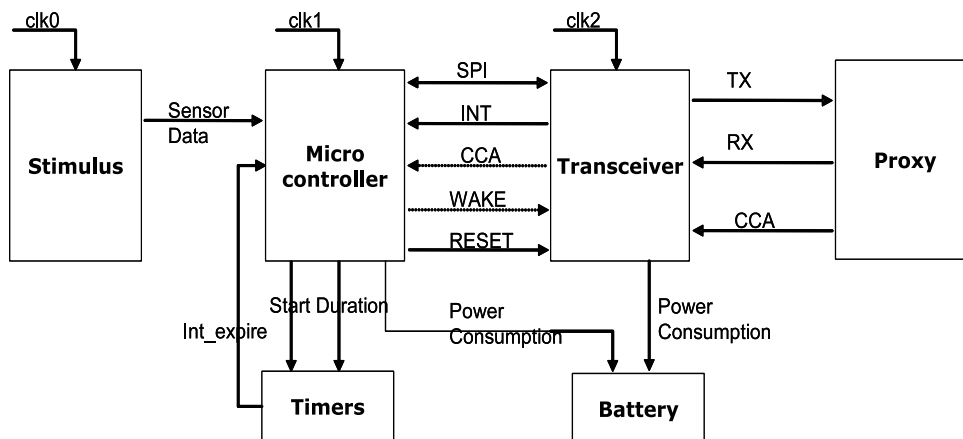 clk0
clk1
clk2
SPI
TX
Sensor
Data
INT
Stimulus
Micro
controller
CCA
Transceiver
RX
Proxy
WAKE
CCA
RESET
Start Duration
Int_expire
Power
Consumption
Power
Consumption
Timers
Battery